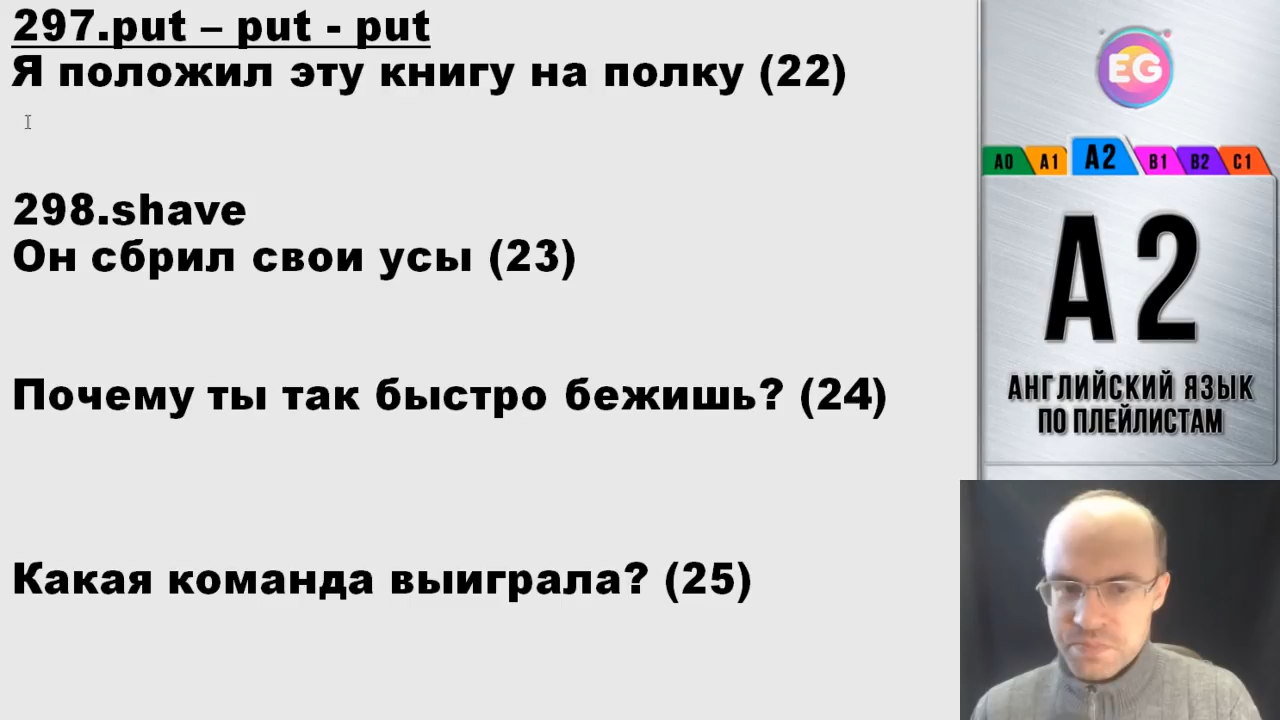 297.put – put - put
Я положил эту книгу на полку (22)
298.shave
Он сбрил свои усы (23)
Почему ты так быстро бежишь? (24)
Какая команда выиграла? (25)
EG
A0 A1 A2 B1 B2 C1
A2
АНГЛИЙСКИЙ ЯЗЫК
ПО ПЛЕЙЛИСТАМ